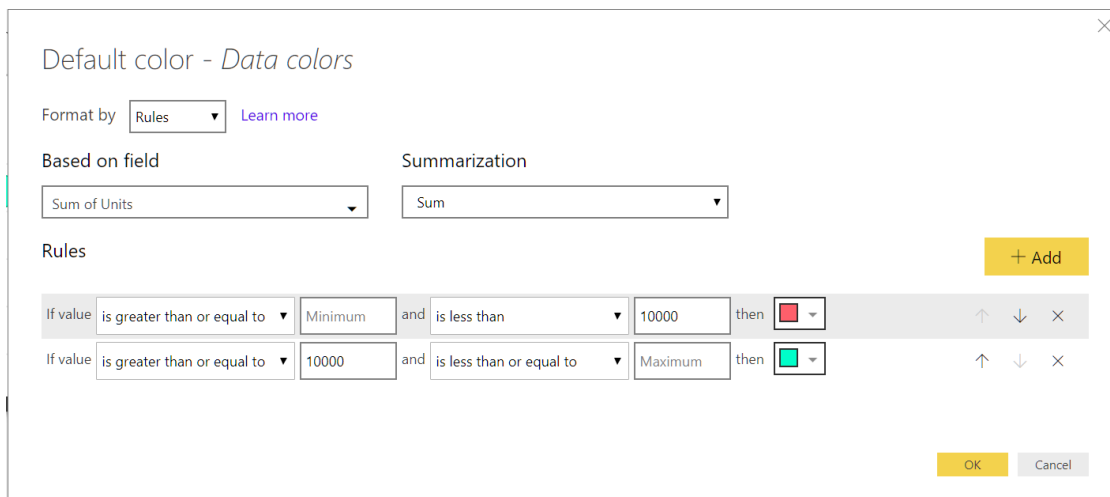 Default color - Data colors
Format by Rules Learn more
Based on field Summarization
Sum of Units Sum
Rules
+ Add
If value is greater than or equal to Minimum and is less than 10000 then
If value is greater than or equal to 10000 and is less than or equal to Maximum then
OK Cancel